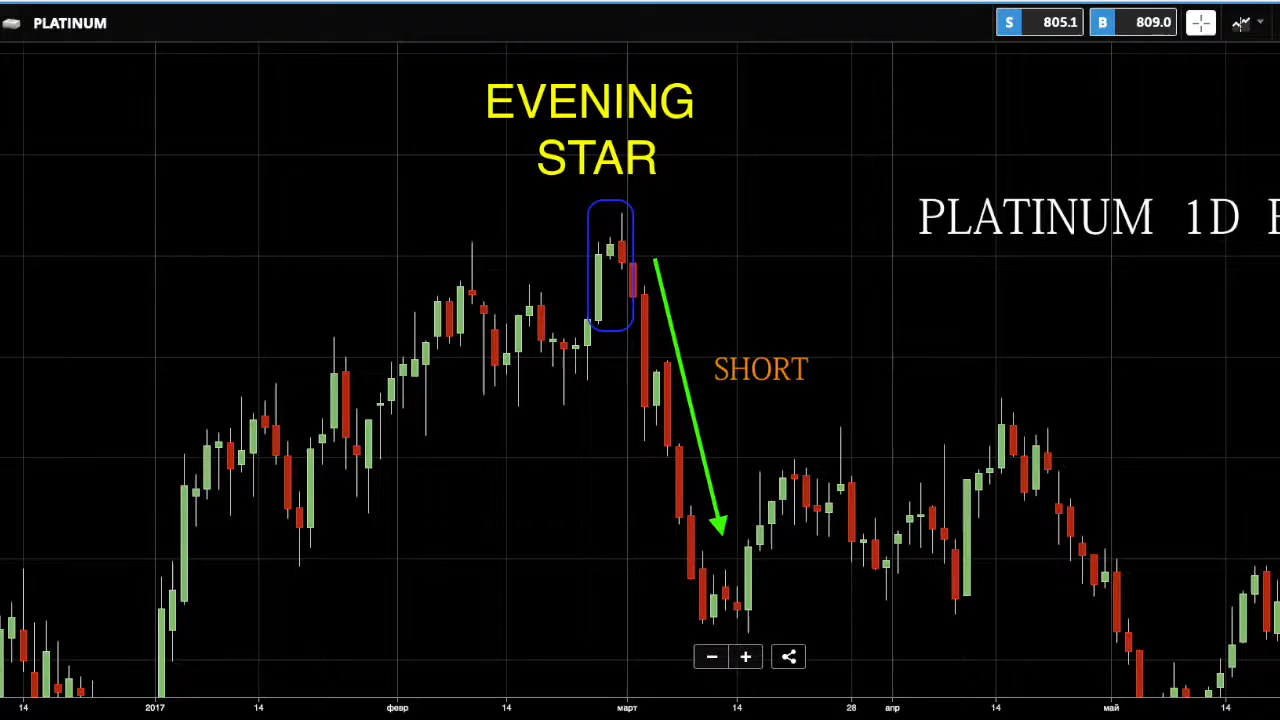 PLATINUM
S 805.1 B 809.0
EVENING
STAR
PLATINUM 1D
SHORT
14 2017 14 февр 14 март 14 28 апр 14 май 14